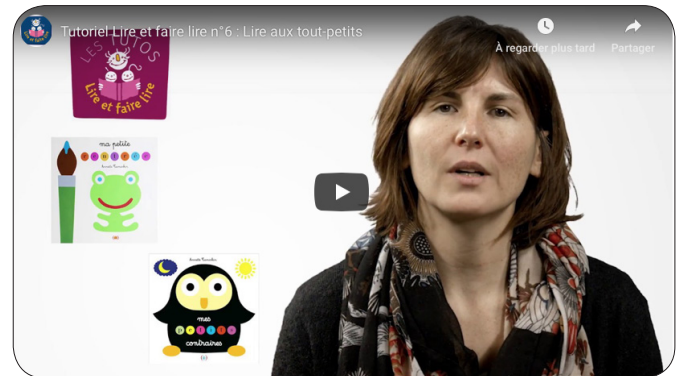 Tutoriel Lire et faire lire n°6 : Lire aux tout-petits
À regarder plus tard
Partager
LES TUTOS
Lire et faire lire
ma petite
mes
petits
contraires